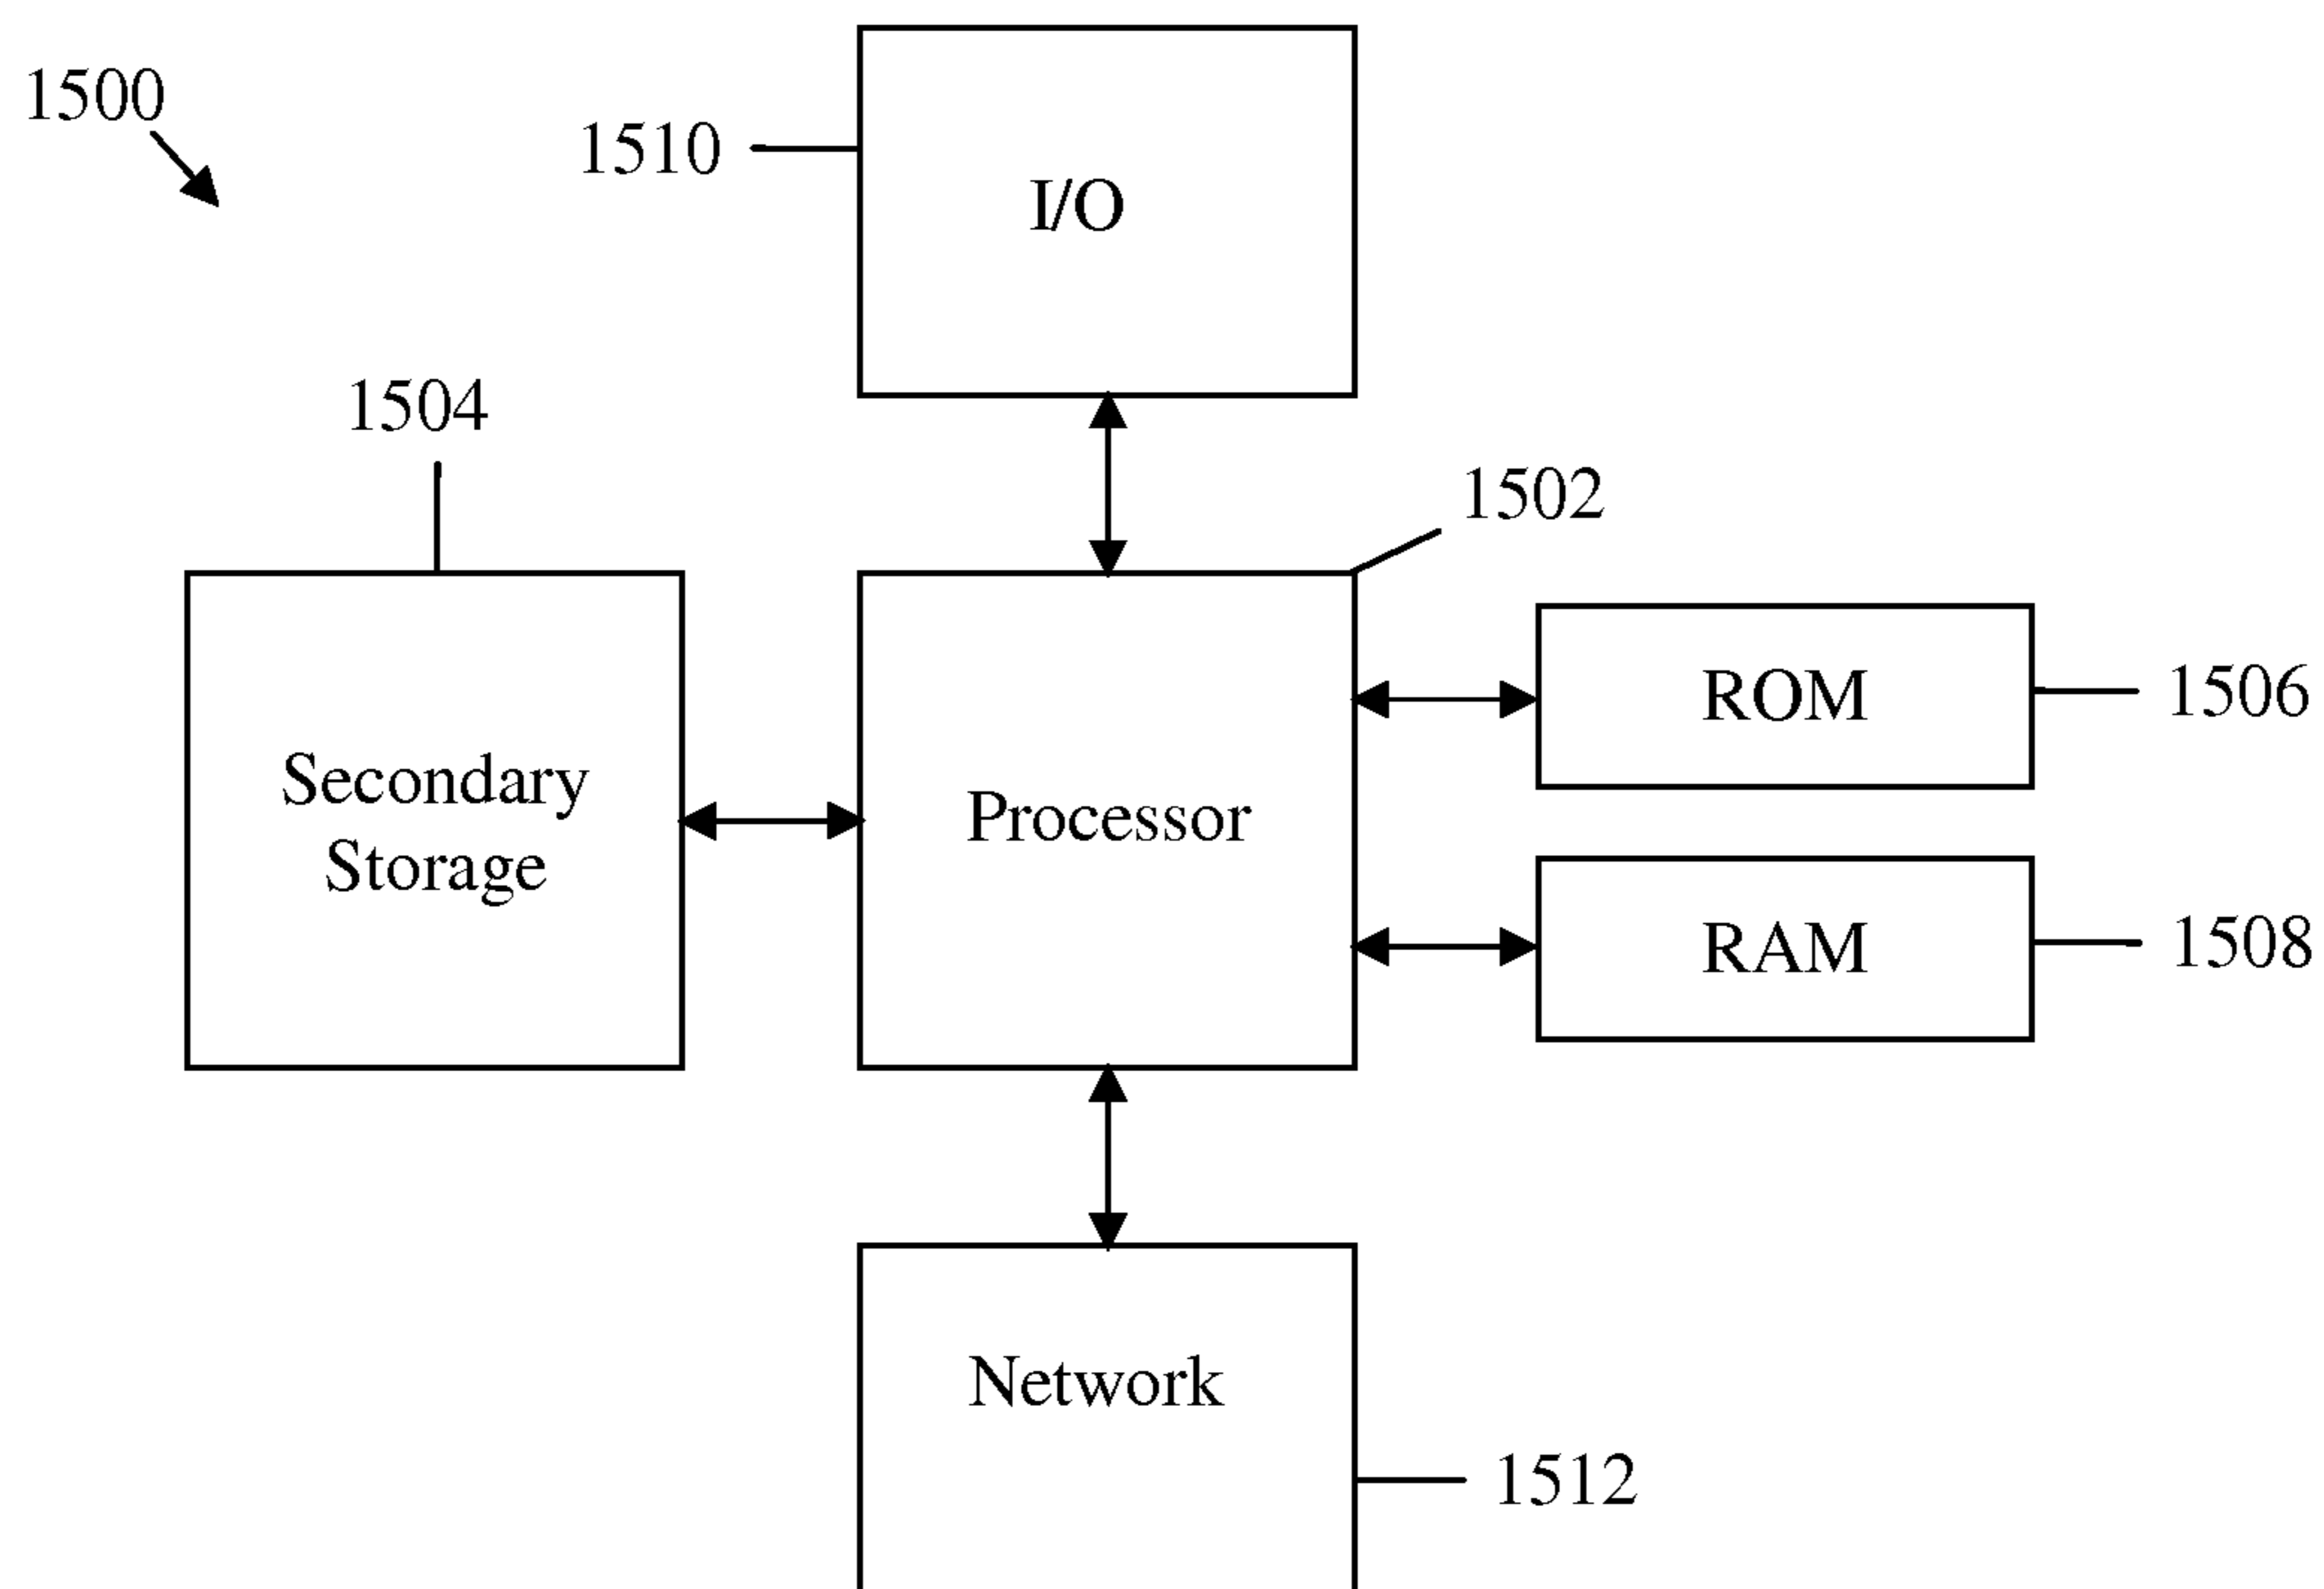 1500
1510
I/O
1504
1502
Secondary
Storage
Processor
ROM
1506
RAM
1508
Network
1512